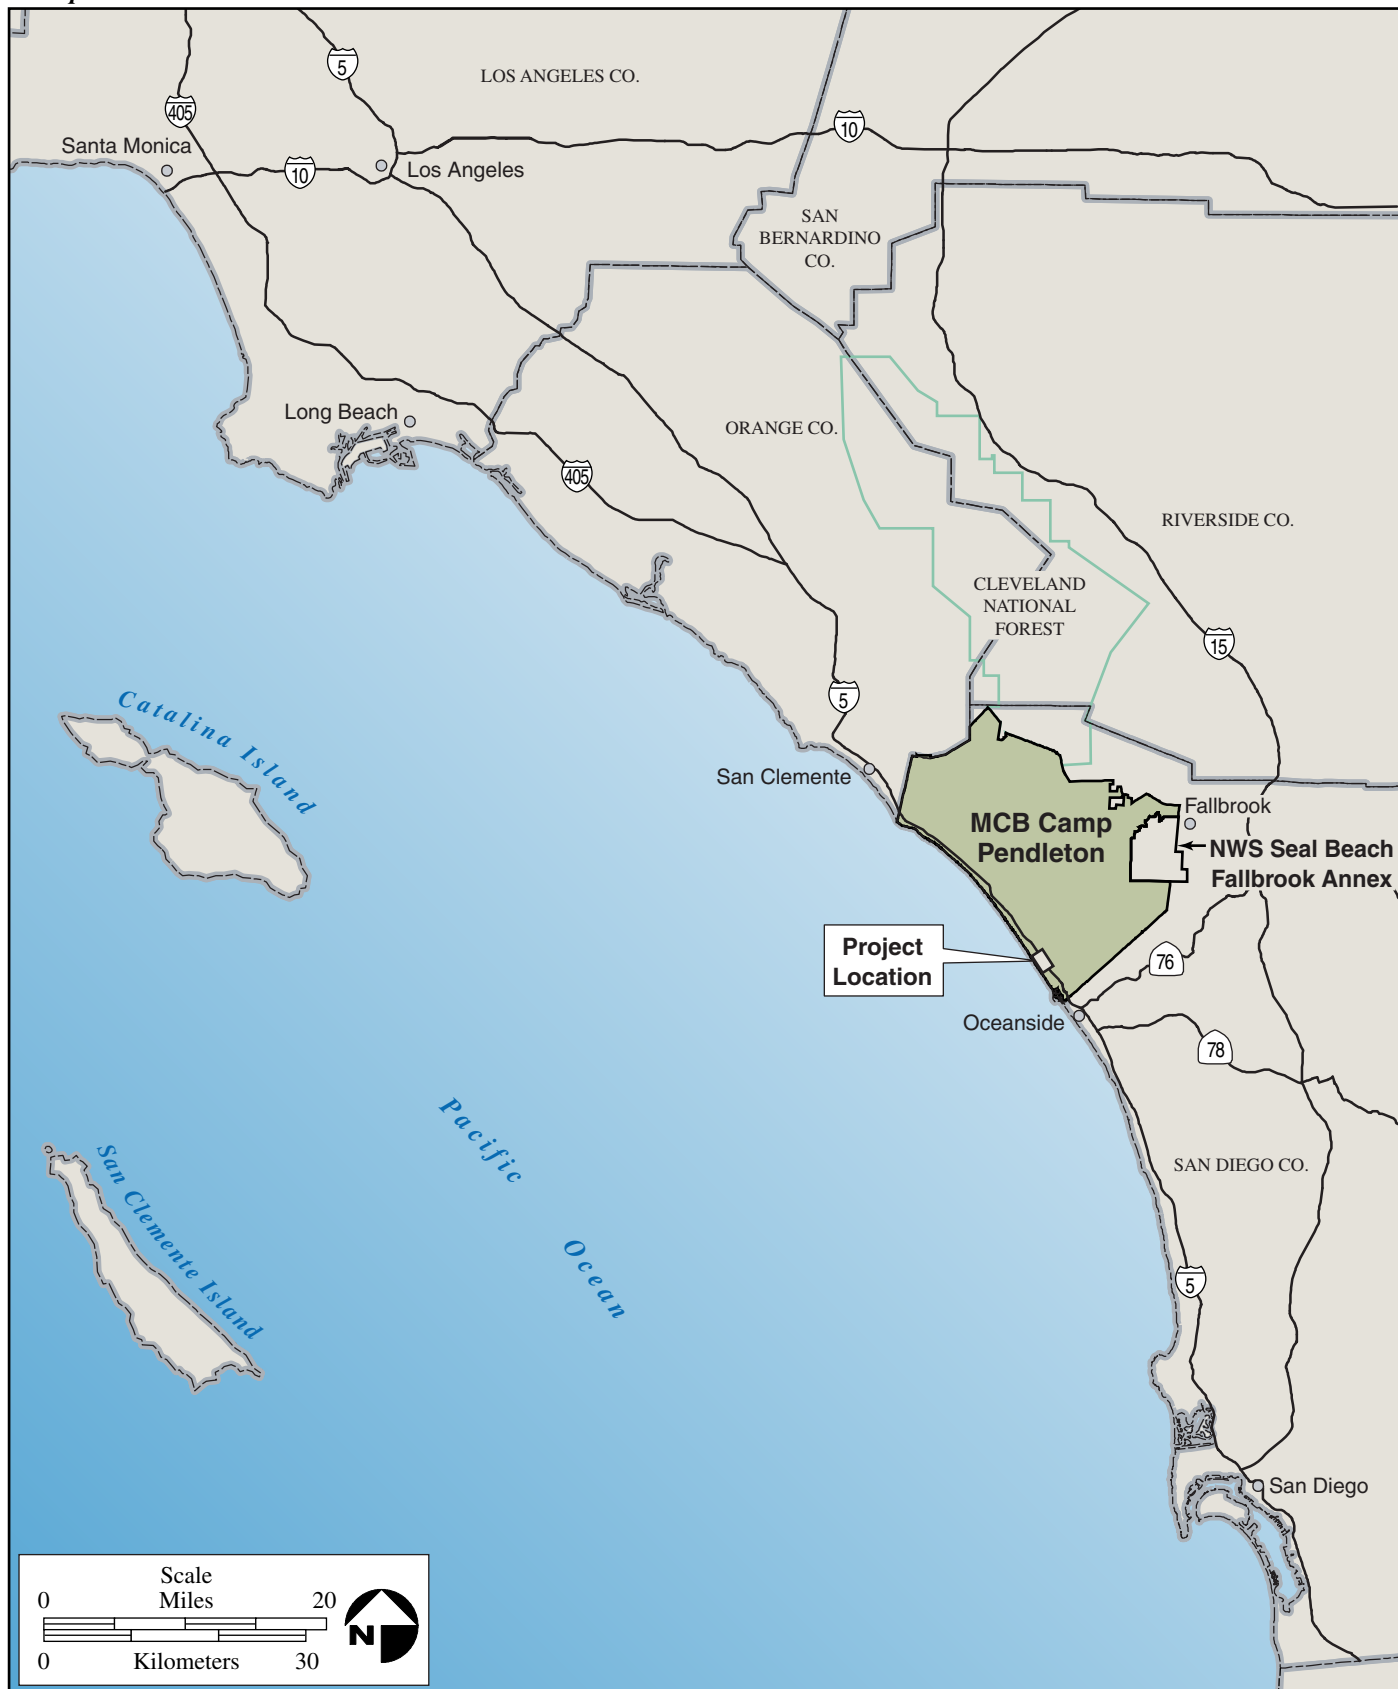 5
LOS ANGELES CO.
405
10
Santa Monica
Los Angeles
10
SAN
BERNARDINO
CO.
Long Beach
ORANGE CO.
405
RIVERSIDE CO.
CLEVELAND
NATIONAL
FOREST
15
5
Catalina Island
San Clemente
MCB Camp
Pendleton
Fallbrook
NWS Seal Beach
Fallbrook Annex
Project
Location
76
Oceanside
78
Pacific
Ocean
San Clemente Island
SAN DIEGO CO.
5
San Diego
Scale
Miles
0 20
N
0 Kilometers 30